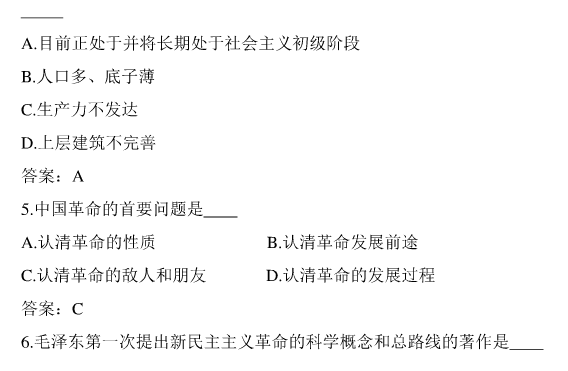 _____
A.目前正处于并将长期处于社会主义初级阶段
B.人口多、底子薄
C.生产力不发达
D.上层建筑不完善
答案：A
5.中国革命的首要问题是____
A.认清革命的性质 B.认清革命发展前途
C.认清革命的敌人和朋友 D.认清革命的发展过程
答案：C
6.毛泽东第一次提出新民主主义革命的科学概念和总路线的著作是____